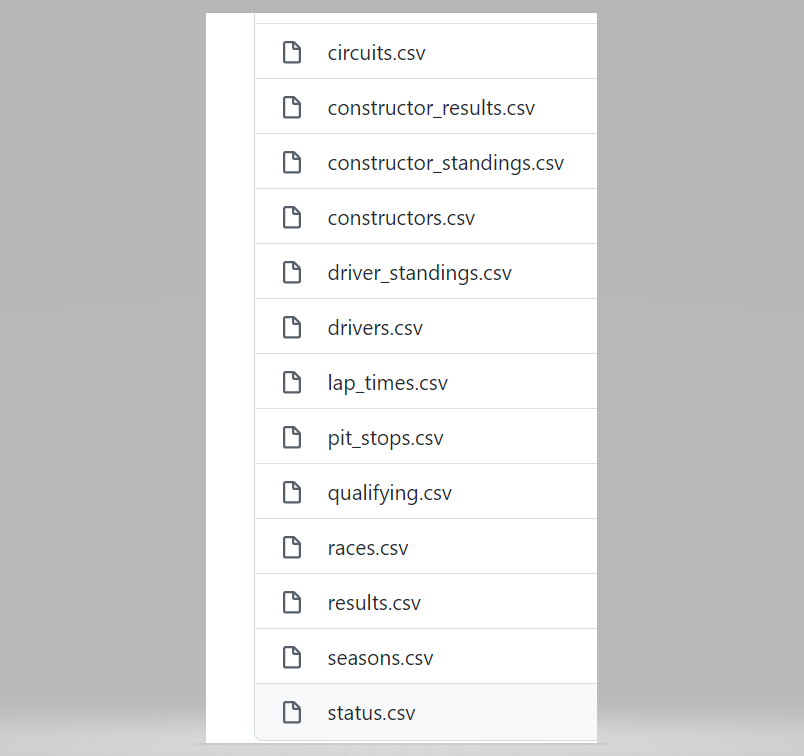 circuits.csv
constructor_results.csv
constructor_standings.csv
constructors.csv
driver_standings.csv
drivers.csv
lap_times.csv
pit_stops.csv
qualifying.csv
races.csv
results.csv
seasons.csv
status.csv